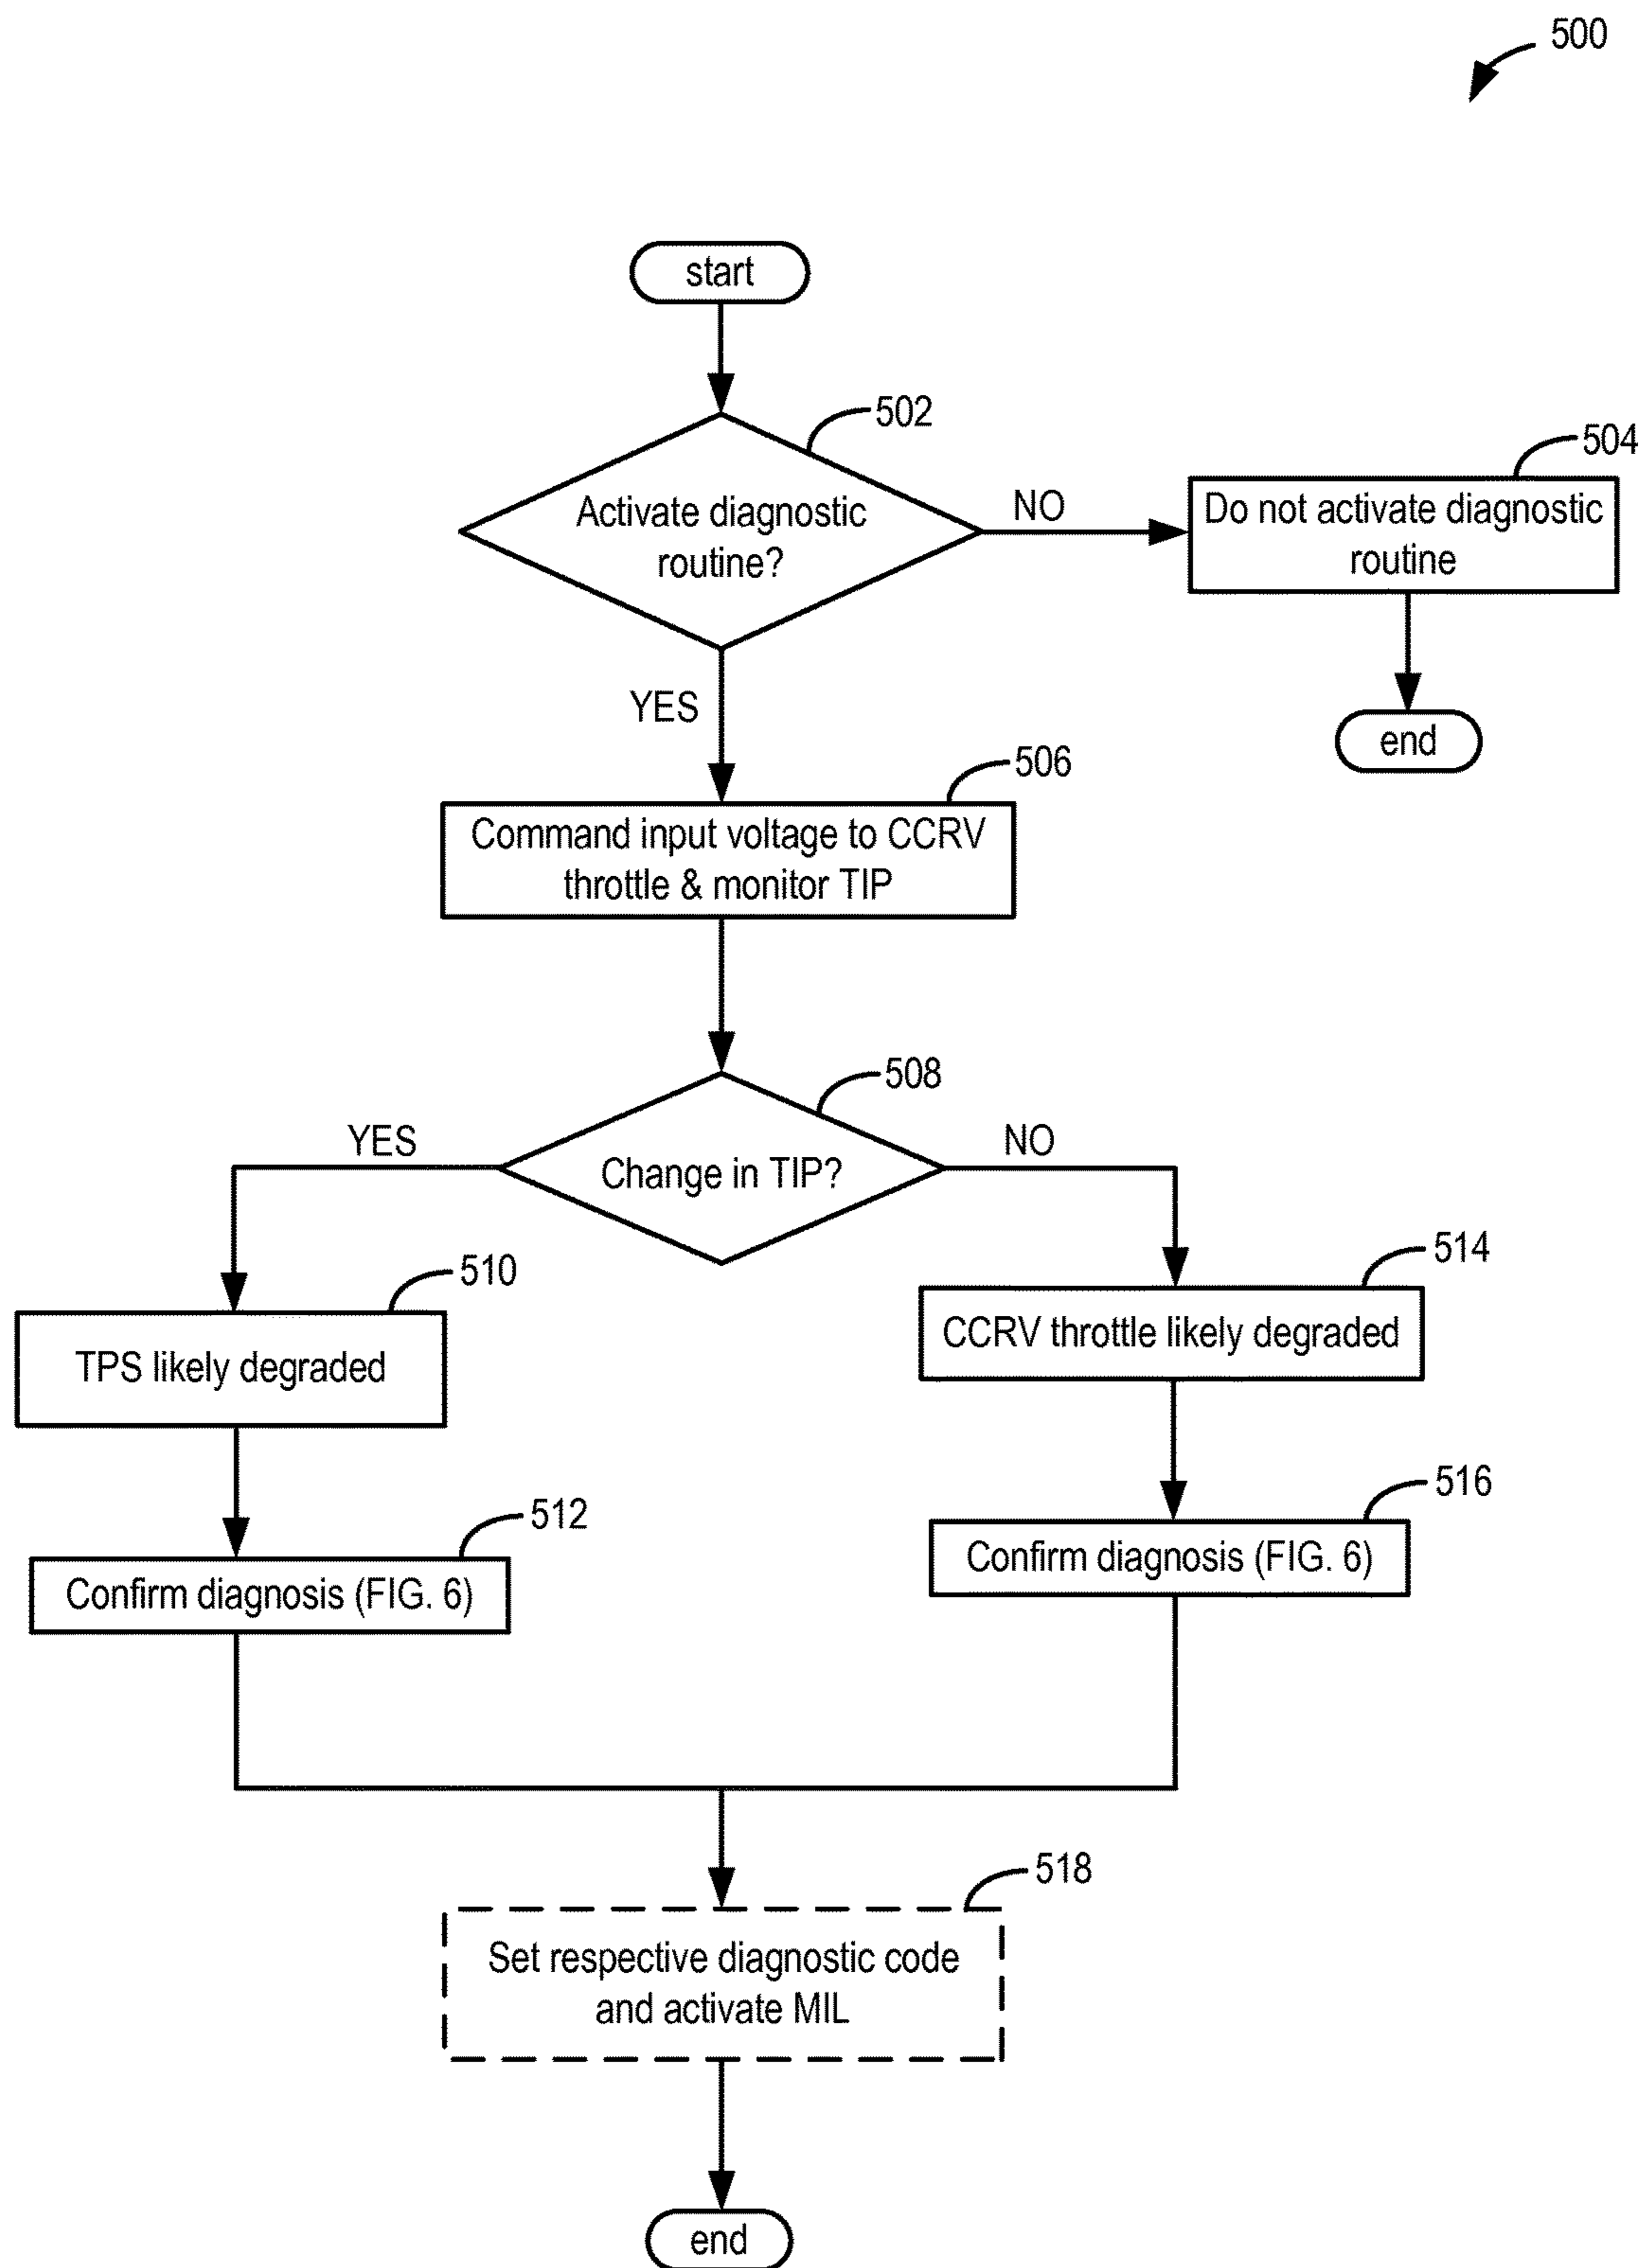 500
start
502
Activate diagnostic
routine?
NO
504
Do not activate diagnostic
routine
end
YES
506
Command input voltage to CCRV
throttle & monitor TIP
508
Change in TIP?
YES
NO
510
TPS likely degraded
514
CCRV throttle likely degraded
512
Confirm diagnosis (FIG. 6)
516
Confirm diagnosis (FIG. 6)
518
Set respective diagnostic code
and activate MIL
end